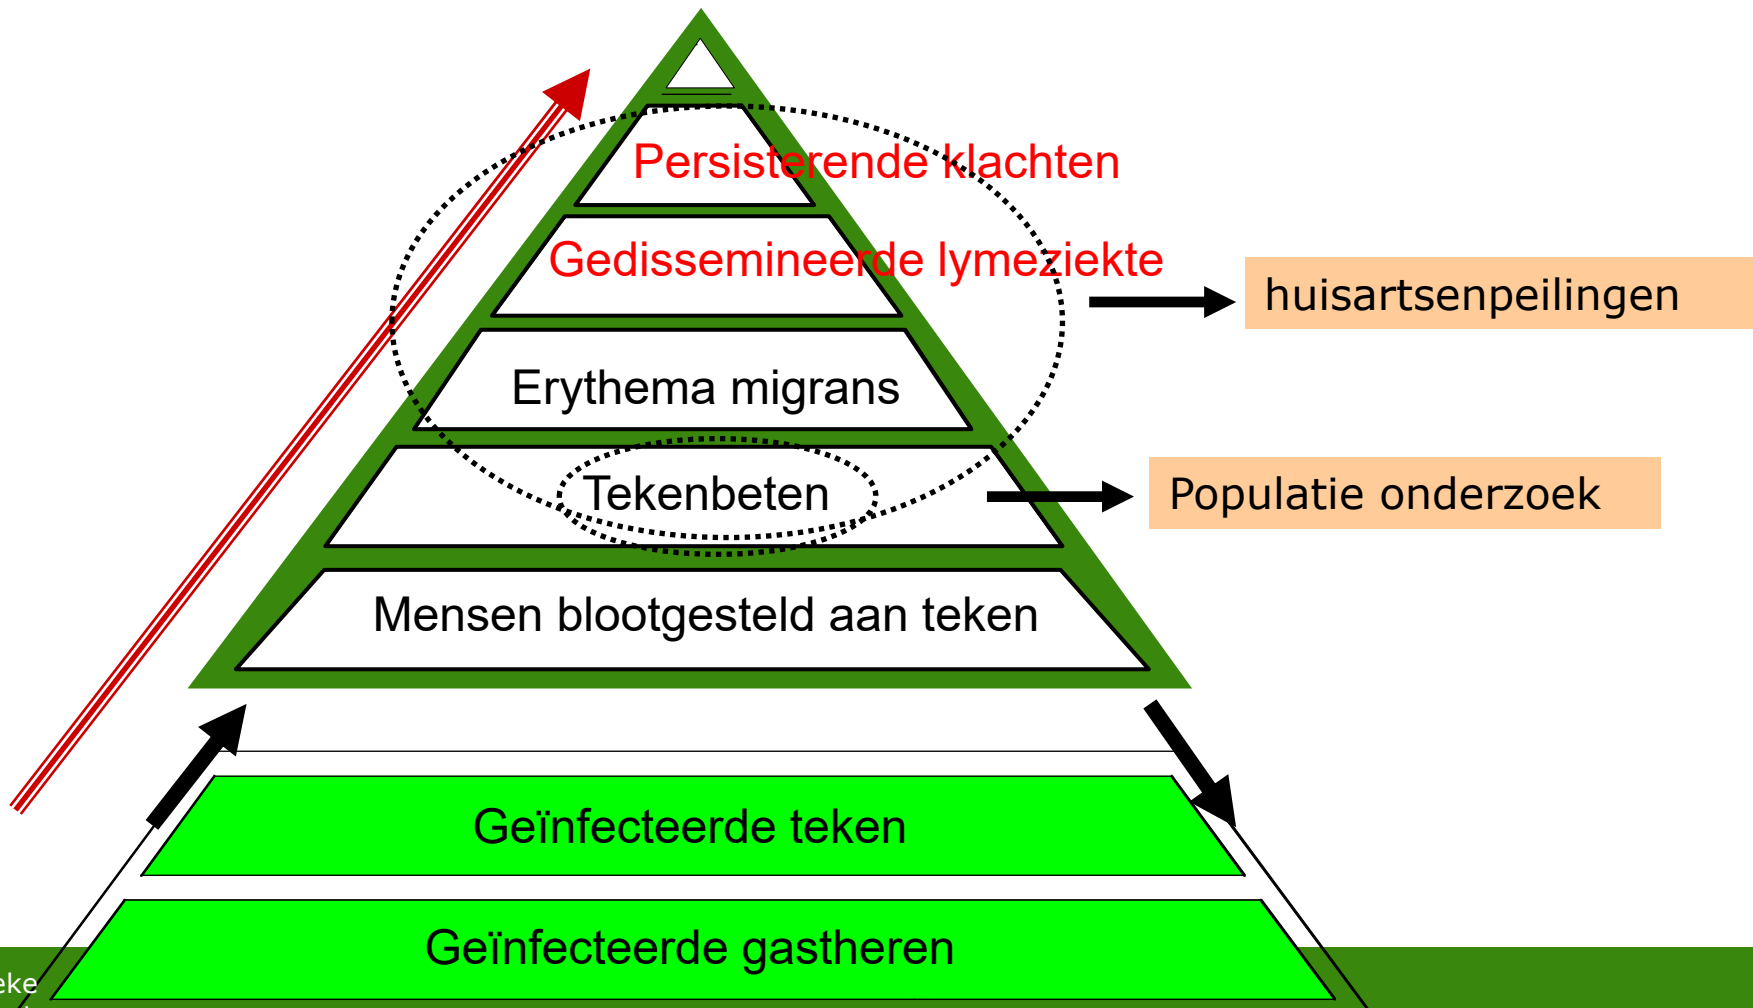 Persisterende klachten
Gedissemineerde lymeziekte
huisartsenpeilingen
Erythema migrans
Tekenbeten
Populatie onderzoek
Mensen blootgesteld aan teken
Geïnfecteerde teken
Geïnfecteerde gastheren